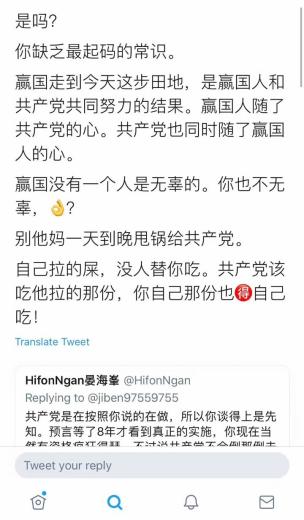 是吗?
你缺乏最起码的常识。
赢国走到今天这步田地，是赢国人和
共产党共同努力的结果。赢国人随了
共产党的心。共产党也同时随了赢国
人的心。
赢国没有一个人是无辜的。你也不无
辜，👌?
别他妈一天到晚甩锅给共产党。
自己拉的屎，没人替你吃。共产党该
吃他拉的那份，你自己那份也🉐自己
吃!
Translate Tweet
HifonNgan晏海峯 @HifonNgan
Replying to @jiben97559755
共产党是在按照你说的在做，所以你谈得上是先
知。预言等了8年才看到真正的实施，你现在当
Tweet your reply